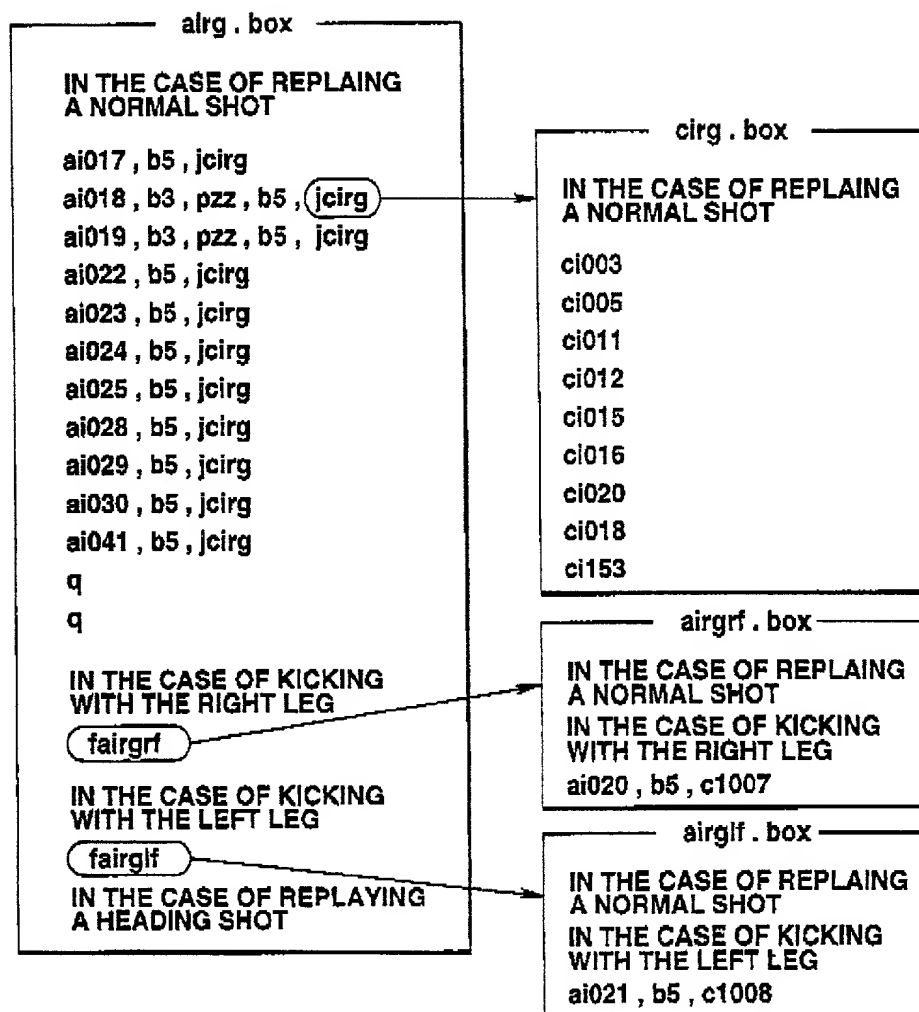 airg . box
IN THE CASE OF REPLAING
A NORMAL SHOT
ai017 , b5 , jcirg
ai018 , b3 , pzz , b5 , jcirg
ai019 , b3 , pzz , b5 , jcirg
ai022 , b5 , jcirg
ai023 , b5 , jcirg
ai024 , b5 , jcirg
ai025 , b5 , jcirg
ai028 , b5 , jcirg
ai029 , b5 , jcirg
ai030 , b5 , jcirg
ai041 , b5 , jcirg
q
q
IN THE CASE OF KICKING
WITH THE RIGHT LEG
fairgrf
IN THE CASE OF KICKING
WITH THE LEFT LEG
fairglf
IN THE CASE OF REPLAYING
A HEADING SHOT
cirg . box
IN THE CASE OF REPLAING
A NORMAL SHOT
ci003
ci005
ci011
ci012
ci015
ci016
ci020
ci018
ci153
airgrf . box
IN THE CASE OF REPLAING
A NORMAL SHOT
IN THE CASE OF KICKING
WITH THE RIGHT LEG
ai020 , b5 , c1007
airglf . box
IN THE CASE OF REPLAING
A NORMAL SHOT
IN THE CASE OF KICKING
WITH THE LEFT LEG
ai021 , b5 , c1008